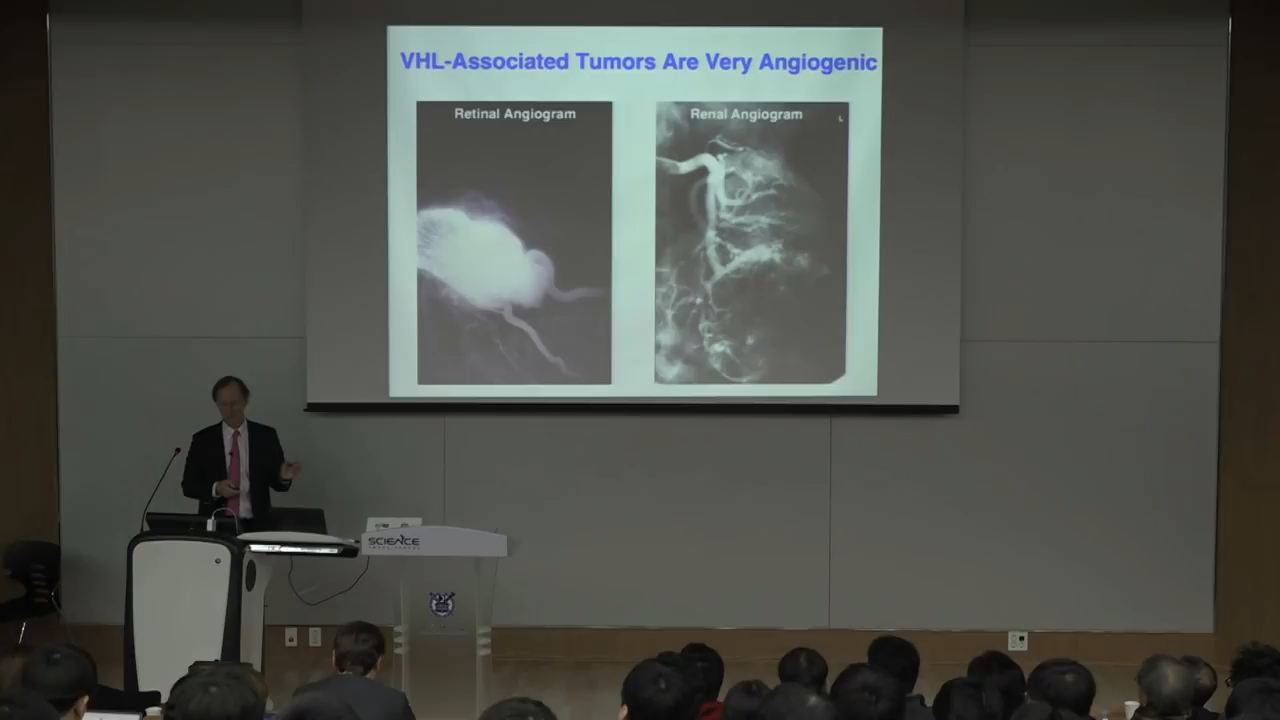 VHL-Associated Tumors Are Very Angiogenic
Retinal Angiogram
Renal Angiogram
L
SCIENCE